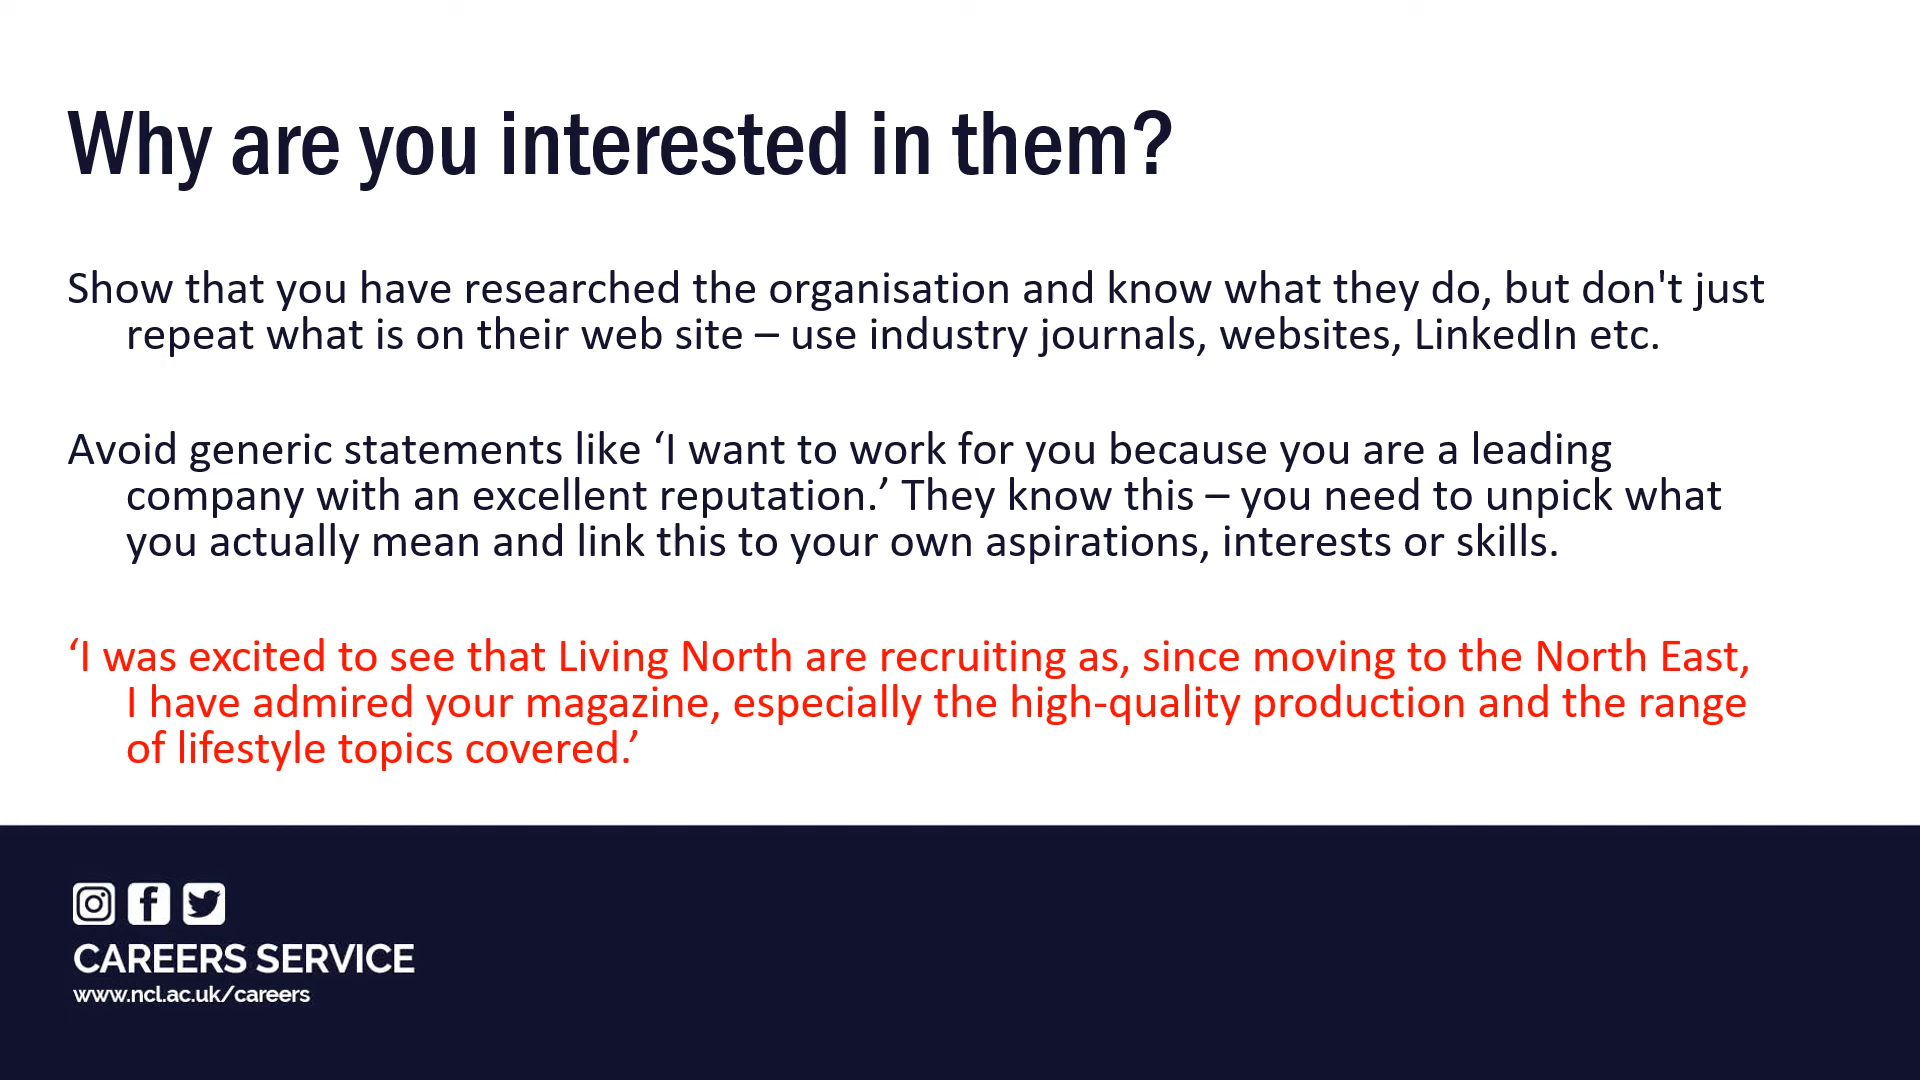 Why are you interested in them?
Show that you have researched the organisation and know what they do, but don't just
repeat what is on their web site – use industry journals, websites, LinkedIn etc.
Avoid generic statements like ‘I want to work for you because you are a leading
company with an excellent reputation.’ They know this – you need to unpick what
you actually mean and link this to your own aspirations, interests or skills.
‘I was excited to see that Living North are recruiting as, since moving to the North East,
I have admired your magazine, especially the high-quality production and the range
of lifestyle topics covered.’
CAREERS SERVICE
www.ncl.ac.uk/careers